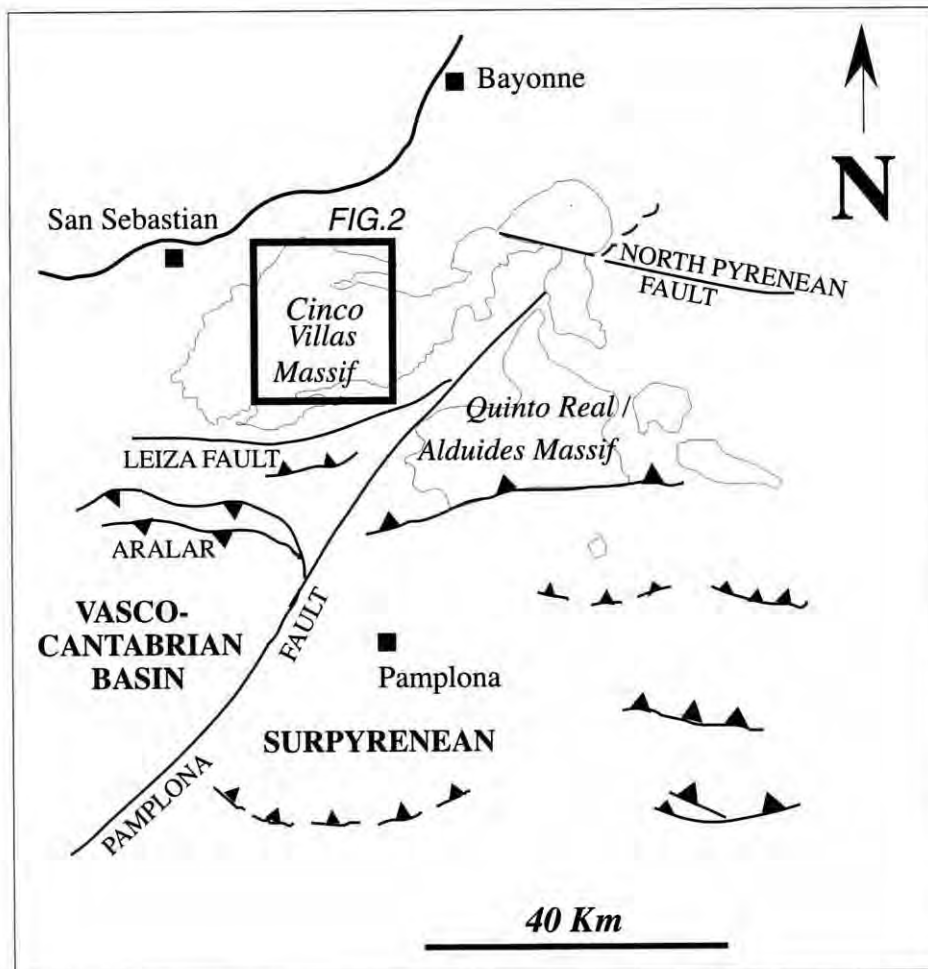 Bayonne
N
San Sebastian
FIG.2
NORTH PYRENEAN
FAULT
Cinco
Villas
Massif
Quinto Real /
Alduides Massif
LEIZA FAULT
ARALAR
VASCO-
CANTABRIAN
BASIN
FAULT
Pamplona
SURPYRENEAN
PAMPLONA
40 Km